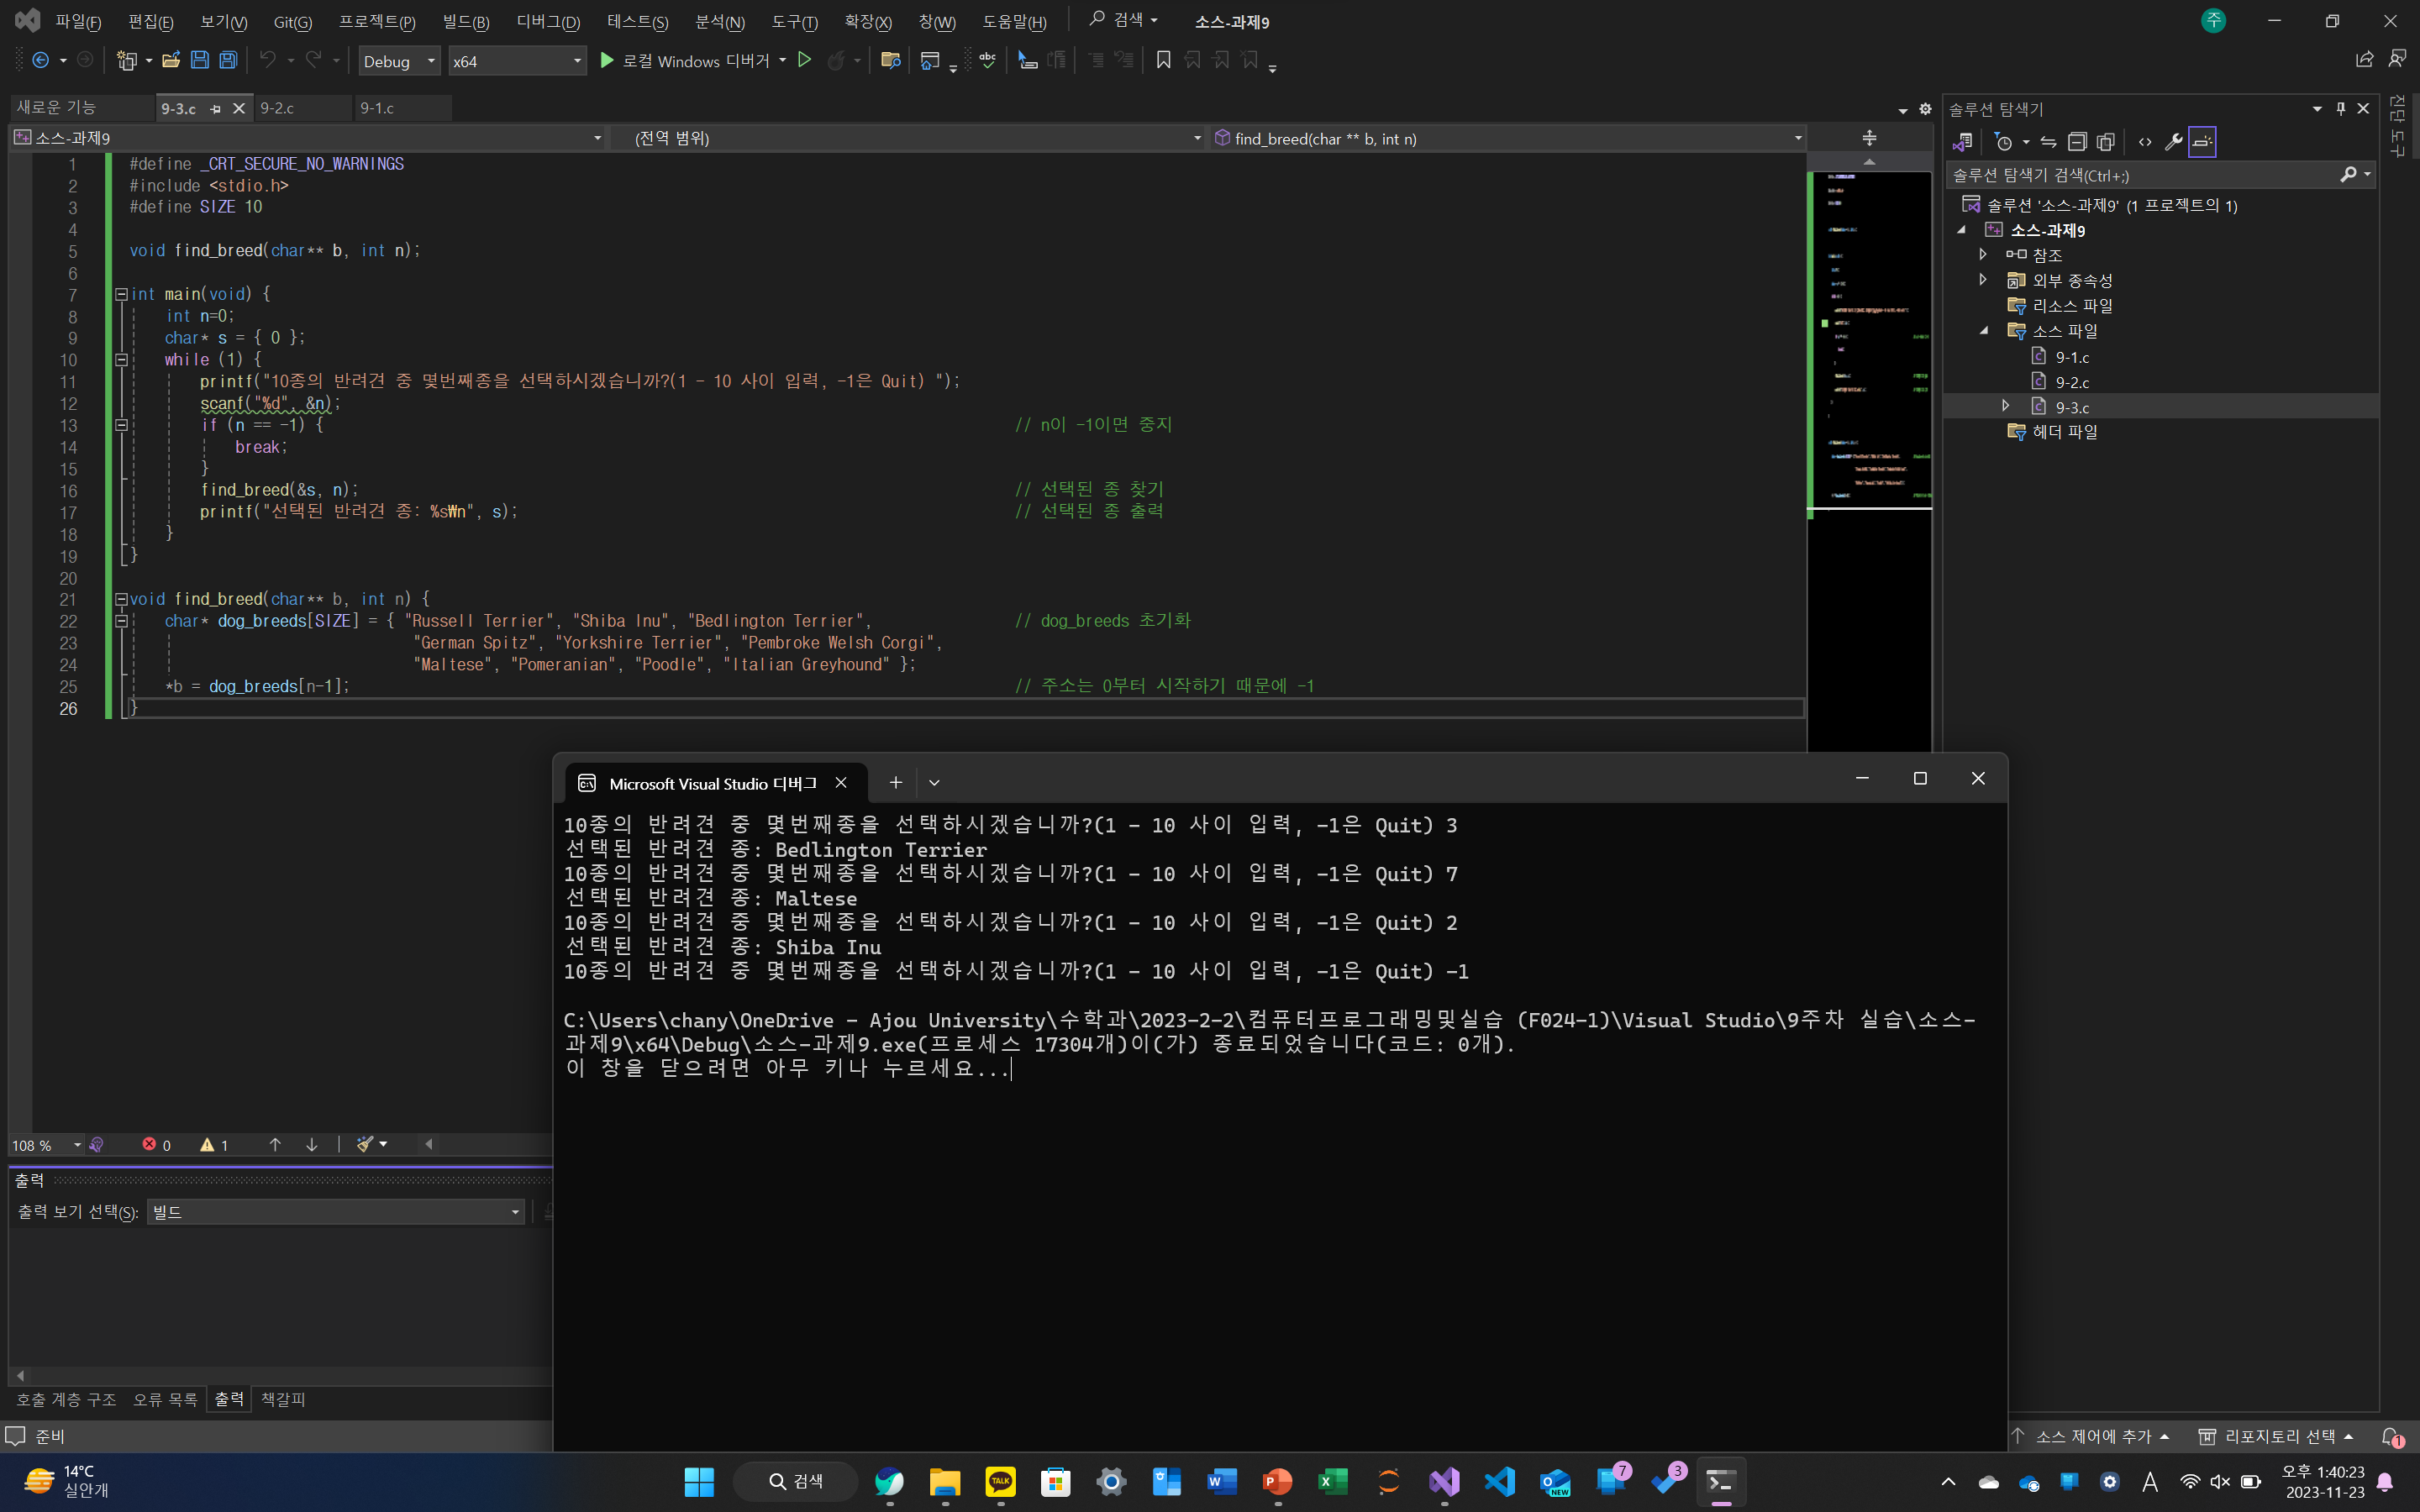 파일(F) 편집(E) 보기(V) Git(G) 프로젝트(P) 빌드(B) 디버그(D) 테스트(S) 분석(N) 도구(T) 확장(X) 창(W) 도움말(H) 검색 소스-과제9 주
Debug x64 로컬 Windows 디버거
새로운 기능 9-3.c 9-2.c 9-1.c
소스-과제9 (전역 범위) find_breed(char ** b, int n)
1 #define _CRT_SECURE_NO_WARNINGS
2 #include <stdio.h>
3 #define SIZE 10
4
5 void find_breed(char** b, int n);
6
7 int main(void) {
8 int n=0;
9 char* s = { 0 };
10 while (1) {
11 printf("10종의 반려견 중 몇번째종을 선택하시겠습니까?(1 - 10 사이 입력, -1은 Quit) ");
12 scanf("%d", &n);
13 if (n == -1) { // n이 -1이면 중지
14 break;
15 }
16 find_breed(&s, n); // 선택된 종 찾기
17 printf("선택된 반려견 종: %s₩n", s); // 선택된 종 출력
18 }
19 }
20
21 void find_breed(char** b, int n) {
22 char* dog_breeds[SIZE] = { "Russell Terrier", "Shiba Inu", "Bedlington Terrier", // dog_breeds 초기화
23 "German Spitz", "Yorkshire Terrier", "Pembroke Welsh Corgi",
24 "Maltese", "Pomeranian", "Poodle", "Italian Greyhound" };
25 *b = dog_breeds[n-1]; // 주소는 0부터 시작하기 때문에 -1
26 }
솔루션 탐색기
솔루션 탐색기 검색(Ctrl+;)
솔루션 '소스-과제9' (1 프로젝트의 1)
소스-과제9
참조
외부 종속성
리소스 파일
소스 파일
9-1.c
9-2.c
9-3.c
헤더 파일
진단 도구
Microsoft Visual Studio 디버그
10종의 반려견 중 몇번째종을 선택하시겠습니까?(1 - 10 사이 입력, -1은 Quit) 3
선택된 반려견 종: Bedlington Terrier
10종의 반려견 중 몇번째종을 선택하시겠습니까?(1 - 10 사이 입력, -1은 Quit) 7
선택된 반려견 종: Maltese
10종의 반려견 중 몇번째종을 선택하시겠습니까?(1 - 10 사이 입력, -1은 Quit) 2
선택된 반려견 종: Shiba Inu
10종의 반려견 중 몇번째종을 선택하시겠습니까?(1 - 10 사이 입력, -1은 Quit) -1
C:\Users\chany\OneDrive - Ajou University\수학과\2023-2-2\컴퓨터프로그래밍및실습 (F024-1)\Visual Studio\9주차 실습\소스-
과제9\x64\Debug\소스-과제9.exe(프로세스 17304개)이(가) 종료되었습니다(코드: 0개).
이 창을 닫으려면 아무 키나 누르세요...
108 % 0 1
출력
출력 보기 선택(S): 빌드
호출 계층 구조 오류 목록 출력 책갈피
준비 소스 제어에 추가 리포지토리 선택 1
14°C
실안개
검색 TALK NEW 7 3 A
오후 1:40:23
2023-11-23